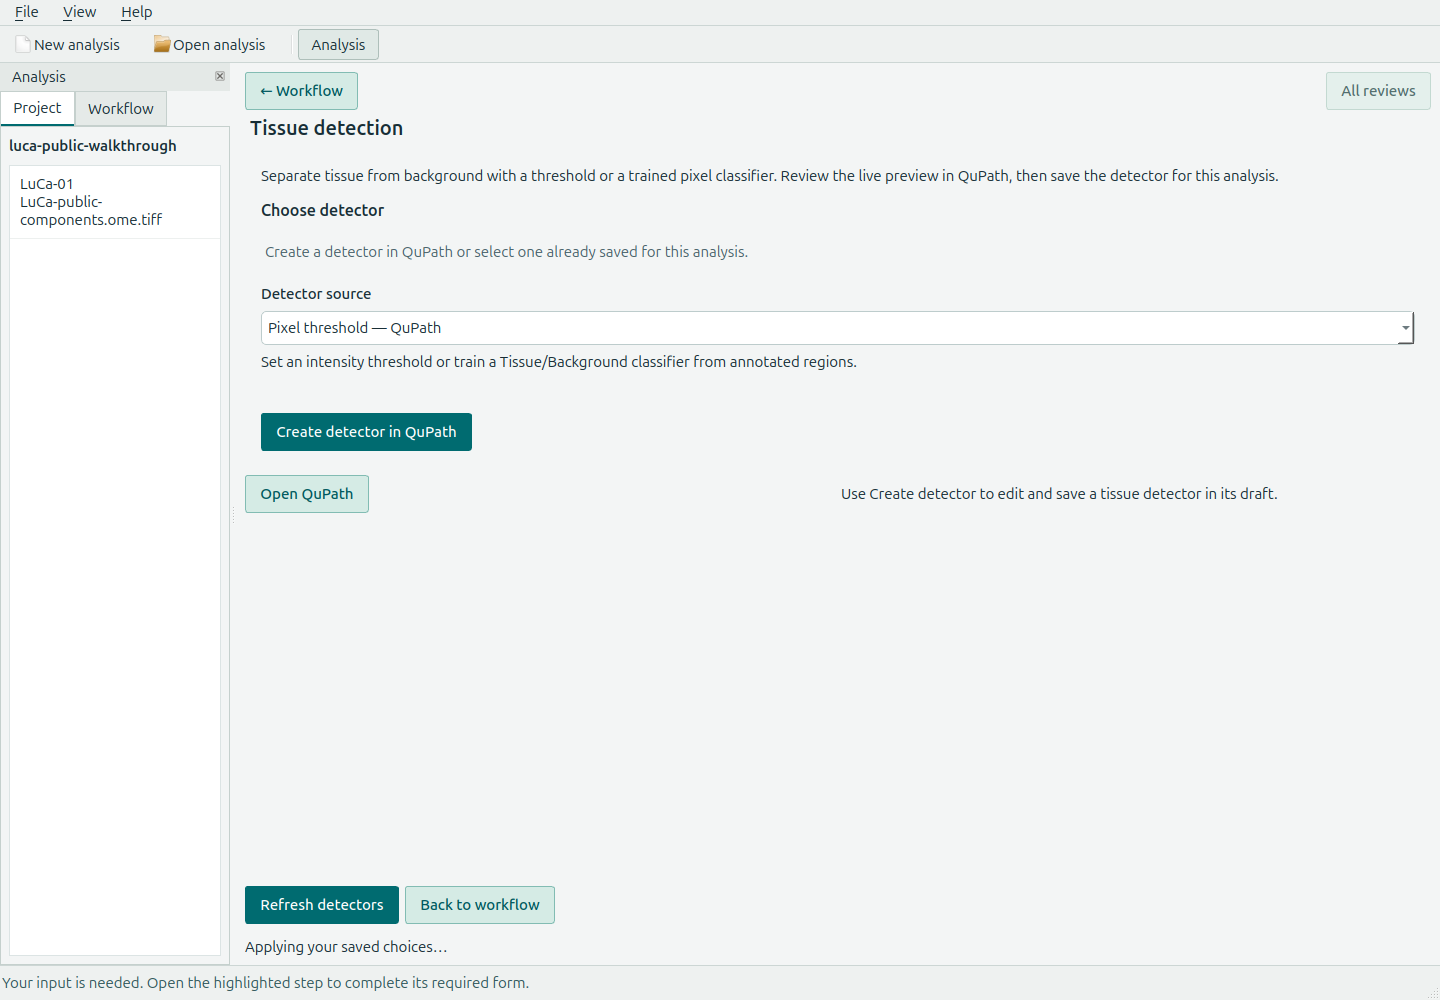 File View Help
New analysis Open analysis Analysis
Analysis
Project Workflow
luca-public-walkthrough
LuCa-01
LuCa-public-
components.ome.tiff
← Workflow
All reviews
Tissue detection
Separate tissue from background with a threshold or a trained pixel classifier. Review the live preview in QuPath, then save the detector for this analysis.
Choose detector
Create a detector in QuPath or select one already saved for this analysis.
Detector source
Pixel threshold — QuPath
Set an intensity threshold or train a Tissue/Background classifier from annotated regions.
Create detector in QuPath
Open QuPath
Use Create detector to edit and save a tissue detector in its draft.
Refresh detectors Back to workflow
Applying your saved choices…
Your input is needed. Open the highlighted step to complete its required form.